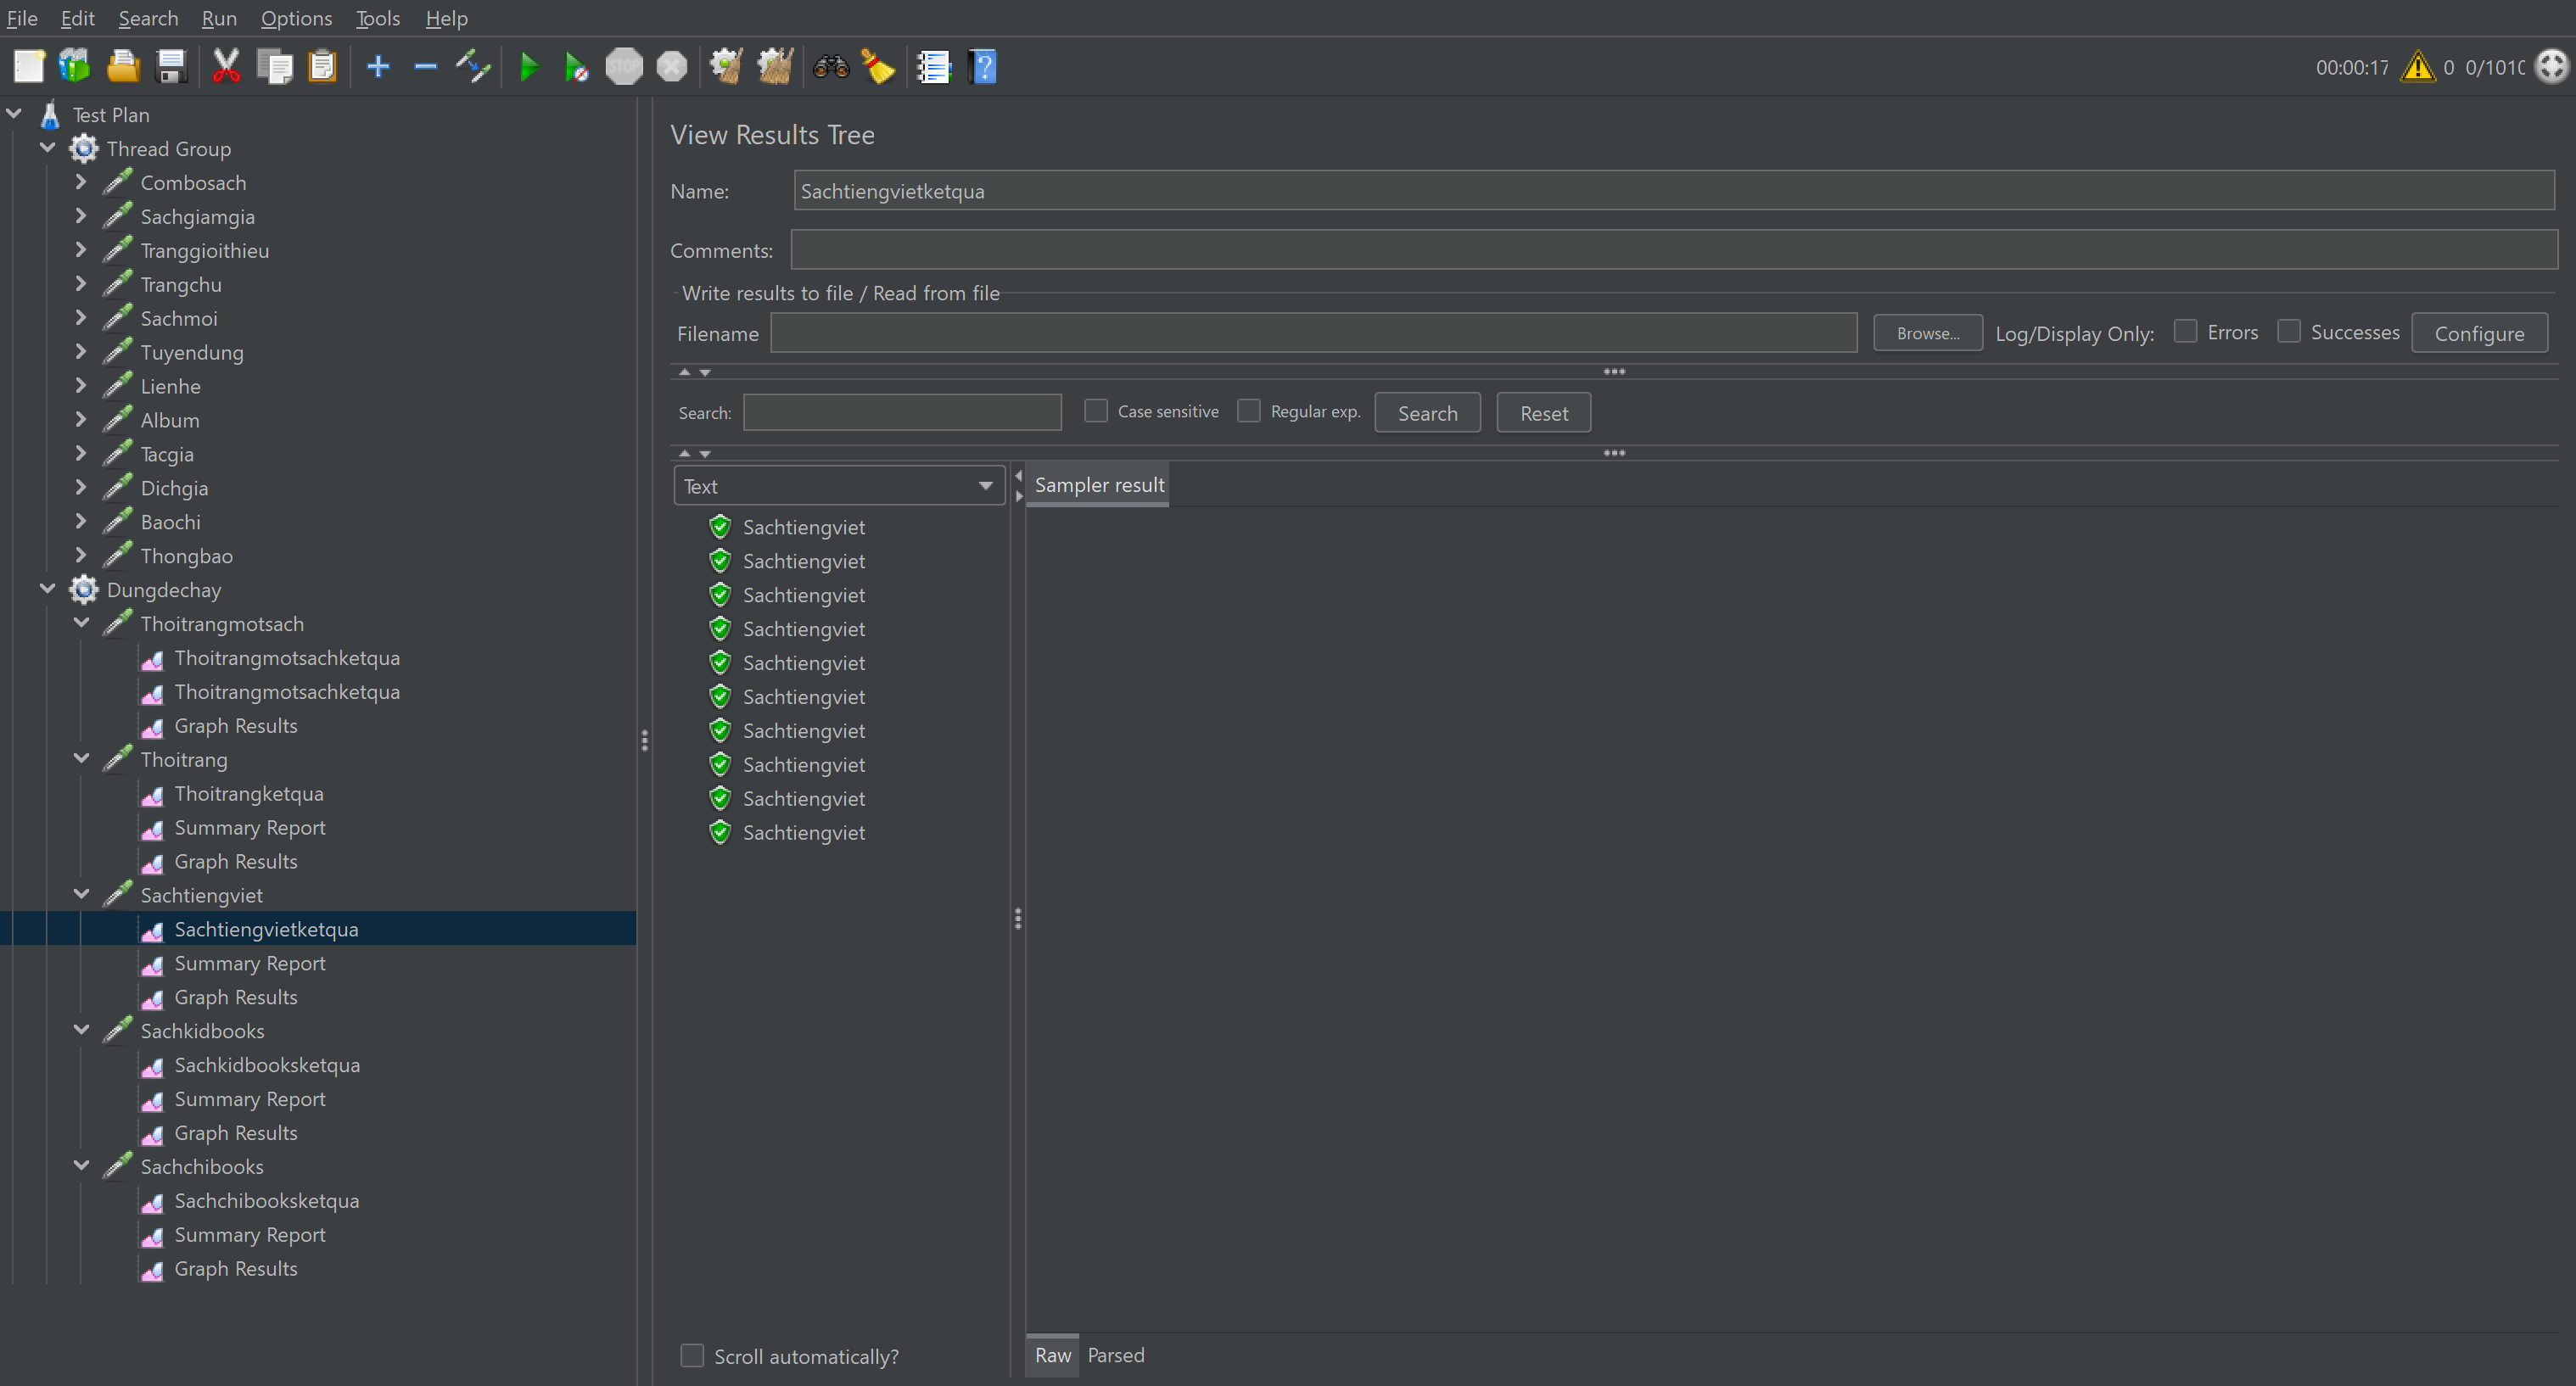 File Edit Search Run Options Tools Help
STOP
?
00:00:17 0 0/1010
Test Plan
Thread Group
Combosach
Sachgiamgia
Tranggioithieu
Trangchu
Sachmoi
Tuyendung
Lienhe
Album
Tacgia
Dichgia
Baochi
Thongbao
Dungdechay
Thoitrangmotsach
Thoitrangmotsachketqua
Thoitrangmotsachketqua
Graph Results
Thoitrang
Thoitrangketqua
Summary Report
Graph Results
Sachtiengviet
Sachtiengvietketqua
Summary Report
Graph Results
Sachkidbooks
Sachkidbooksketqua
Summary Report
Graph Results
Sachchibooks
Sachchibooksketqua
Summary Report
Graph Results
View Results Tree
Name: Sachtiengvietketqua
Comments:
Write results to file / Read from file
Filename Browse... Log/Display Only: Errors Successes Configure
Search: Case sensitive Regular exp. Search Reset
Text
Sampler result
Sachtiengviet
Sachtiengviet
Sachtiengviet
Sachtiengviet
Sachtiengviet
Sachtiengviet
Sachtiengviet
Sachtiengviet
Sachtiengviet
Sachtiengviet
Scroll automatically?
Raw Parsed